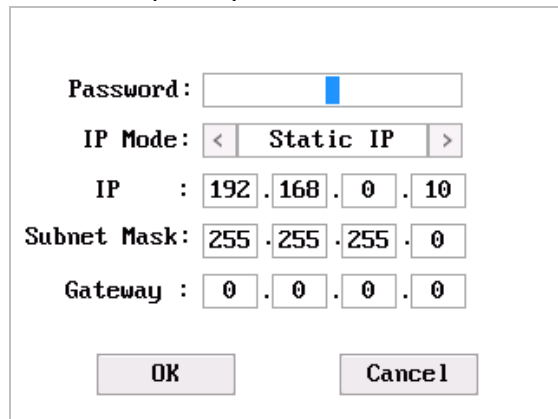 Password:
IP Mode: < Static IP >
IP : 192.168.0.10
Subnet Mask: 255.255.255.0
Gateway : 0.0.0.0
OK Cancel